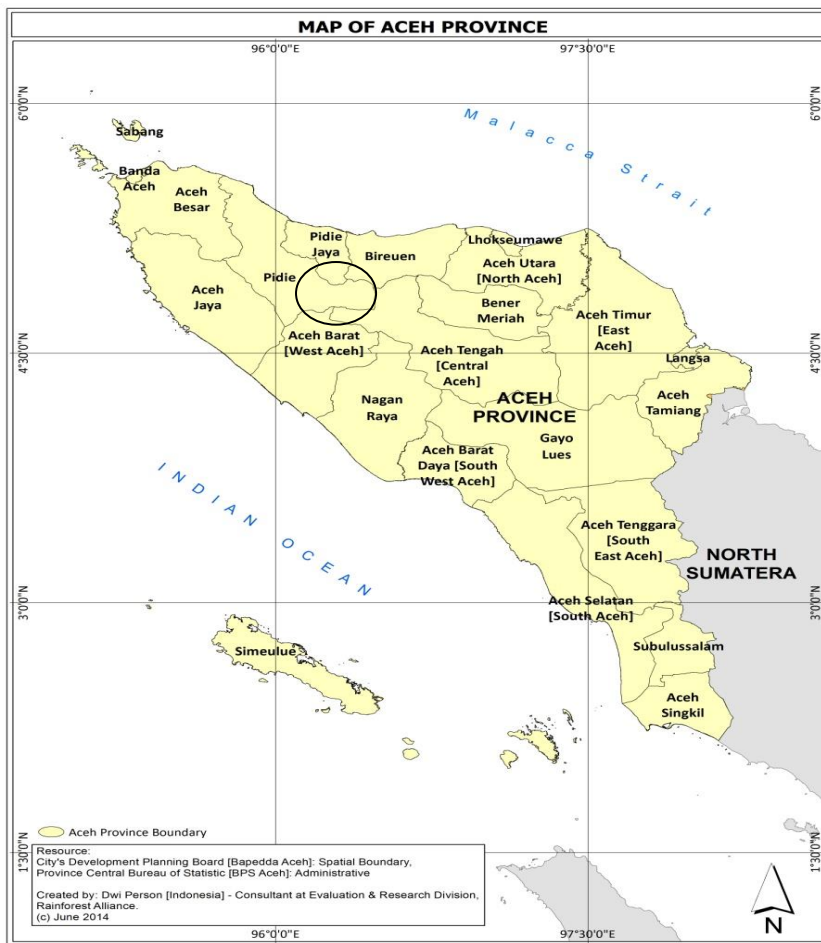 MAP OF ACEH PROVINCE
96°0'0"E
97°30'0"E
6°0'0"N
6°0'0"N
Malacca Strait
Sabang
Banda
Aceh
Aceh
Besar
Pidie
Jaya
Bireuen
Lhokseumawe
Aceh Utara
[North Aceh]
Pidie
Aceh
Jaya
Bener
Meriah
Aceh Timur
[East
Aceh]
Aceh Barat
[West Aceh]
Aceh Tengah
[Central
Aceh]
Langsa
4°30'0"N
4°30'0"N
Nagan
Raya
ACEH
PROVINCE
Aceh
Tamiang
Gayo
Lues
Aceh Barat
Daya [South
West Aceh]
INDIAN OCEAN
Aceh Tenggara
[South
East Aceh]
NORTH
SUMATERA
3°0'0"N
3°0'0"N
Aceh Selatan
[South Aceh]
Simeulue
Subulussalam
Aceh
Singkil
Aceh Province Boundary
1°30'0"N
1°30'0"N
Resource:
City's Development Planning Board [Bapedda Aceh]: Spatial Boundary,
Province Central Bureau of Statistic [BPS Aceh]: Administrative
Created by: Dwi Person [Indonesia] - Consultant at Evaluation & Research Division,
Rainforest Alliance.
(c) June 2014
N
96°0'0"E
97°30'0"E